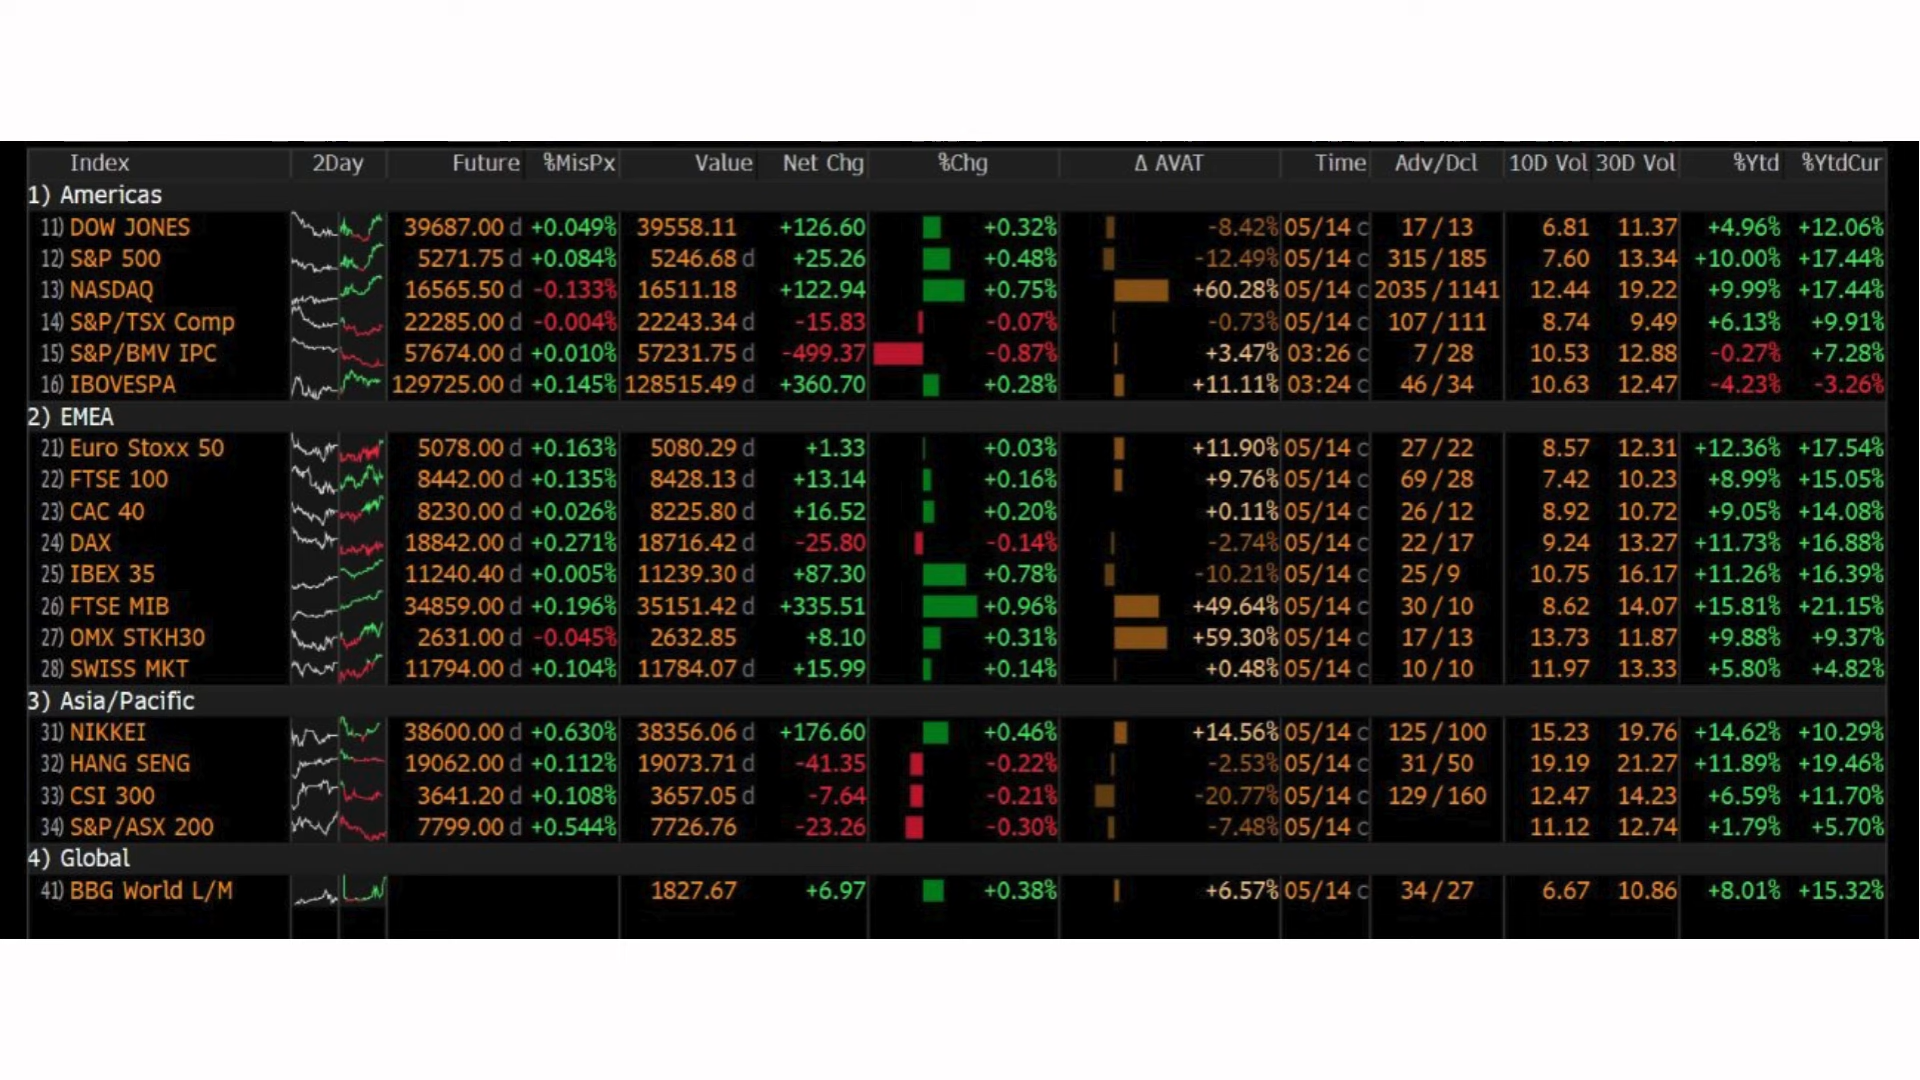 Index 2Day Future %MisPx Value Net Chg %Chg Δ AVAT Time Adv/Dcl 10D Vol 30D Vol %Ytd %YtdCur
1) Americas
11) DOW JONES 39687.00 d +0.049% 39558.11 +126.60 +0.32% -8.42% 05/14 c 17 / 13 6.81 11.37 +4.96% +12.06%
12) S&P 500 5271.75 d +0.084% 5246.68 d +25.26 +0.48% -12.49% 05/14 c 315 / 185 7.60 13.34 +10.00% +17.44%
13) NASDAQ 16565.50 d -0.133% 16511.18 +122.94 +0.75% +60.28% 05/14 c 2035 / 1141 12.44 19.22 +9.99% +17.44%
14) S&P/TSX Comp 22285.00 d -0.004% 22243.34 d -15.83 -0.07% -0.73% 05/14 c 107 / 111 8.74 9.49 +6.13% +9.91%
15) S&P/BMV IPC 57674.00 d +0.010% 57231.75 d -499.37 -0.87% +3.47% 03:26 c 7 / 28 10.53 12.88 -0.27% +7.28%
16) IBOVESPA 129725.00 d +0.145% 128515.49 d +360.70 +0.28% +11.11% 03:24 c 46 / 34 10.63 12.47 -4.23% -3.26%
2) EMEA
21) Euro Stoxx 50 5078.00 d +0.163% 5080.29 d +1.33 +0.03% +11.90% 05/14 c 27 / 22 8.57 12.31 +12.36% +17.54%
22) FTSE 100 8442.00 d +0.135% 8428.13 d +13.14 +0.16% +9.76% 05/14 c 69 / 28 7.42 10.23 +8.99% +15.05%
23) CAC 40 8230.00 d +0.026% 8225.80 d +16.52 +0.20% +0.11% 05/14 c 26 / 12 8.92 10.72 +9.05% +14.08%
24) DAX 18842.00 d +0.271% 18716.42 d -25.80 -0.14% -2.74% 05/14 c 22 / 17 9.24 13.27 +11.73% +16.88%
25) IBEX 35 11240.40 d +0.005% 11239.30 d +87.30 +0.78% -10.21% 05/14 c 25 / 9 10.75 16.17 +11.26% +16.39%
26) FTSE MIB 34859.00 d +0.196% 35151.42 d +335.51 +0.96% +49.64% 05/14 c 30 / 10 8.62 14.07 +15.81% +21.15%
27) OMX STKH30 2631.00 d -0.045% 2632.85 +8.10 +0.31% +59.30% 05/14 c 17 / 13 13.73 11.87 +9.88% +9.37%
28) SWISS MKT 11794.00 d +0.104% 11784.07 d +15.99 +0.14% +0.48% 05/14 c 10 / 10 11.97 13.33 +5.80% +4.82%
3) Asia/Pacific
31) NIKKEI 38600.00 d +0.630% 38356.06 d +176.60 +0.46% +14.56% 05/14 c 125 / 100 15.23 19.76 +14.62% +10.29%
32) HANG SENG 19062.00 d +0.112% 19073.71 d -41.35 -0.22% -2.53% 05/14 c 31 / 50 19.19 21.27 +11.89% +19.46%
33) CSI 300 3641.20 d +0.108% 3657.05 d -7.64 -0.21% -20.77% 05/14 c 129 / 160 12.47 14.23 +6.59% +11.70%
34) S&P/ASX 200 7799.00 d +0.544% 7726.76 -23.26 -0.30% -7.48% 05/14 c 11.12 12.74 +1.79% +5.70%
4) Global
41) BBG World L/M 1827.67 +6.97 +0.38% +6.57% 05/14 c 34 / 27 6.67 10.86 +8.01% +15.32%